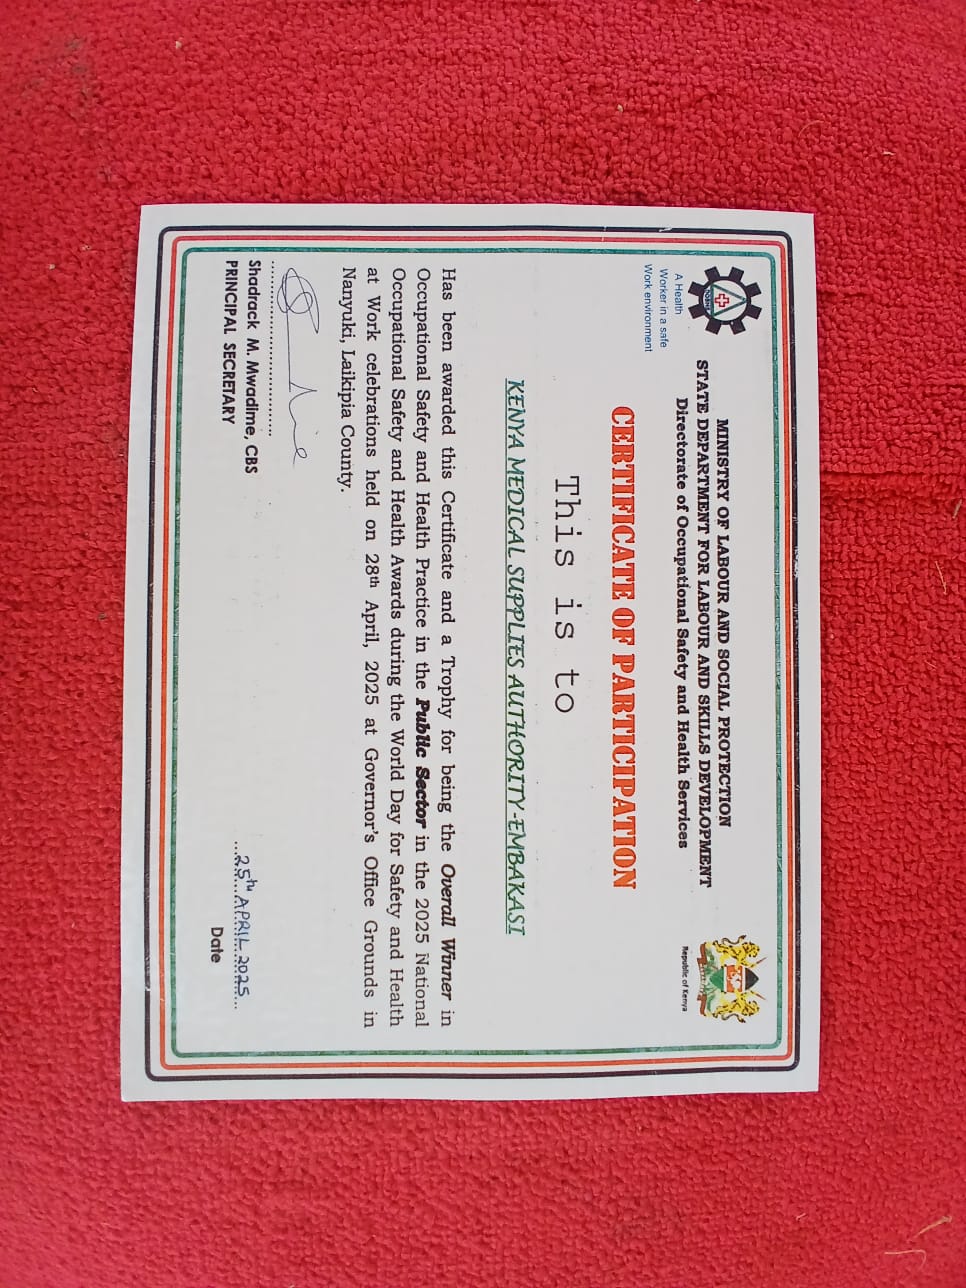 MINISTRY OF LABOUR AND SOCIAL PROTECTION
STATE DEPARTMENT FOR LABOUR AND SKILLS DEVELOPMENT
Directorate of Occupational Safety and Health Services
A Health
Worker in a safe
Work environment
Republic of Kenya
CERTIFICATE OF PARTICIPATION
This is to
KENYA MEDICAL SUPPLIES AUTHORITY-EMBAKASI
Has been awarded this Certificate and a Trophy for being the Overall Winner in
Occupational Safety and Health Practice in the Public Sector in the 2025 National
Occupational Safety and Health Awards during the World Day for Safety and Health
at Work celebrations held on 28th April, 2025 at Governor's Office Grounds in
Nanyuki, Laikipia County.
Shadrack M. Mwadime, CBS
PRINCIPAL SECRETARY
25th APRIL 2025
Date